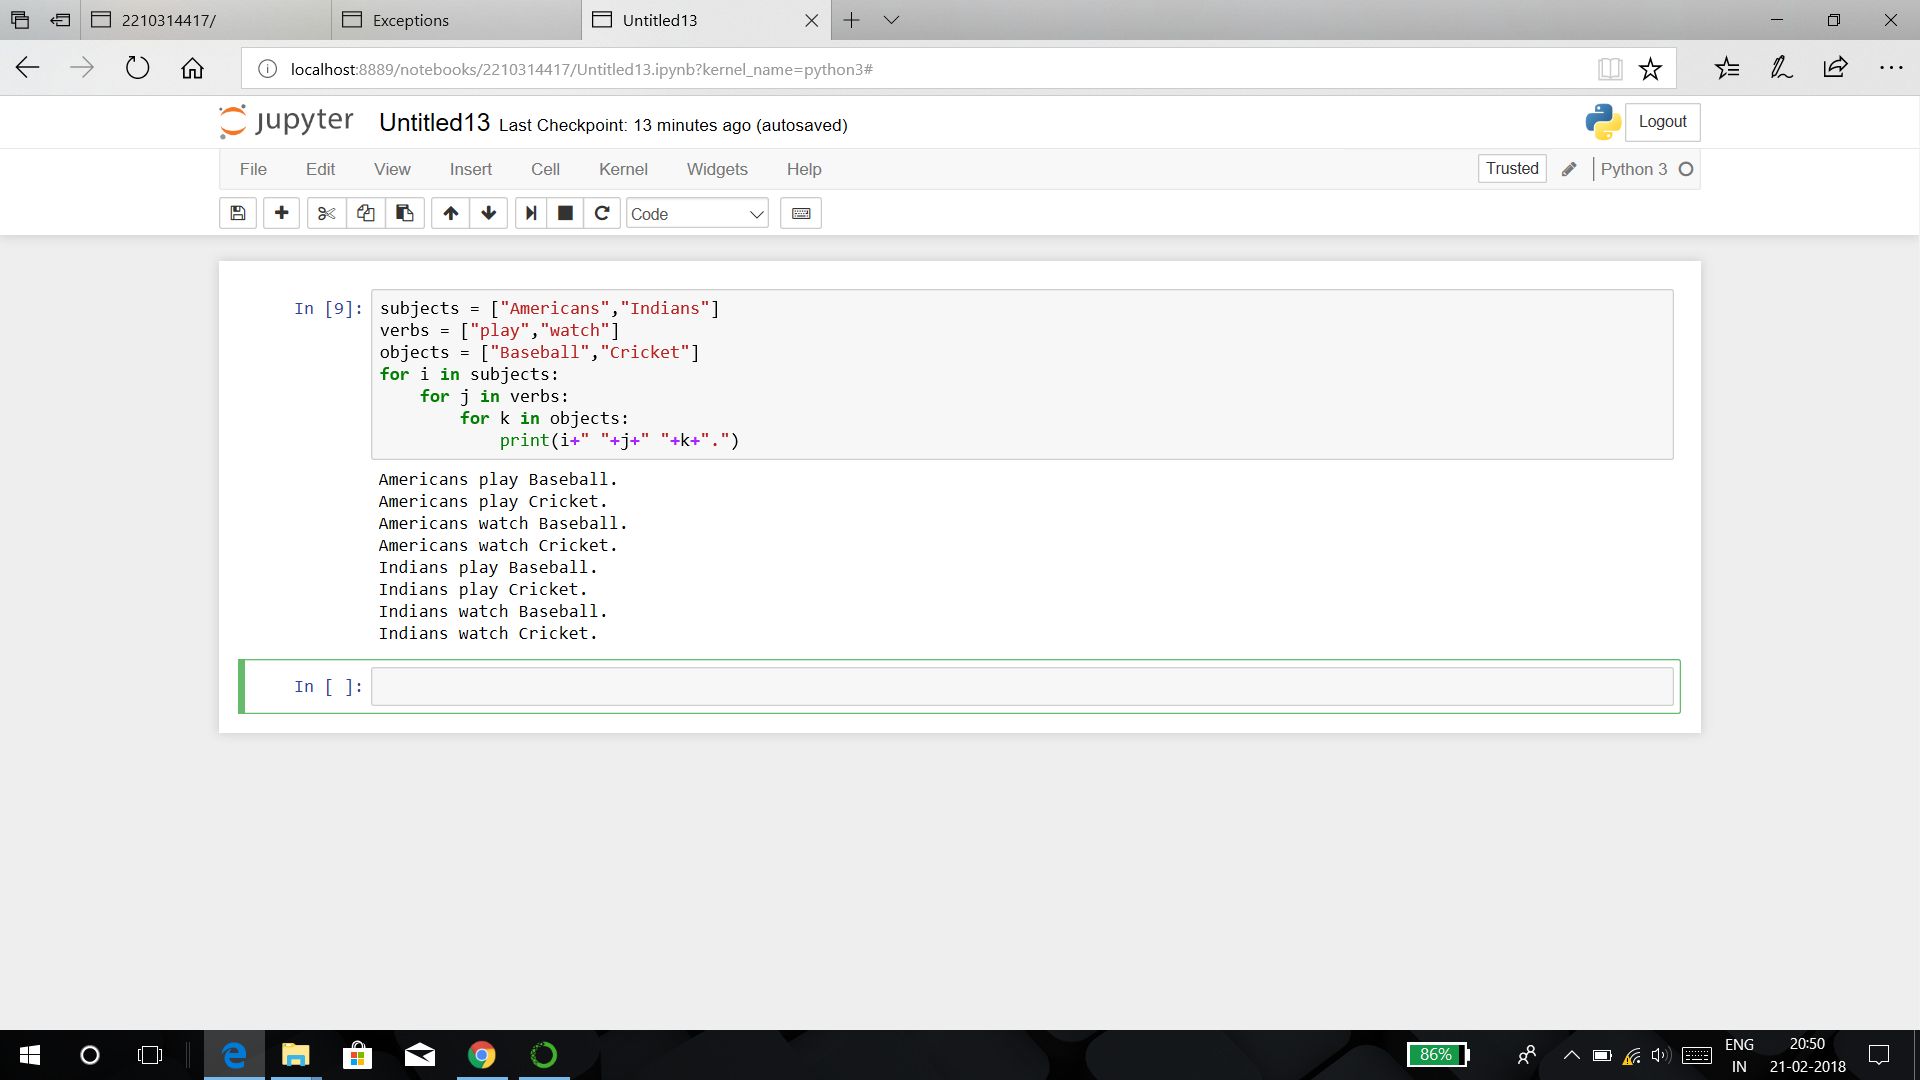 2210314417/ Exceptions Untitled13
localhost:8889/notebooks/2210314417/Untitled13.ipynb?kernel_name=python3#
jupyter Untitled13 Last Checkpoint: 13 minutes ago (autosaved) Logout
File Edit View Insert Cell Kernel Widgets Help Trusted Python 3
Code
In [9]: subjects = ["Americans","Indians"]
verbs = ["play","watch"]
objects = ["Baseball","Cricket"]
for i in subjects:
    for j in verbs:
        for k in objects:
            print(i+" "+j+" "+k+".")
Americans play Baseball.
Americans play Cricket.
Americans watch Baseball.
Americans watch Cricket.
Indians play Baseball.
Indians play Cricket.
Indians watch Baseball.
Indians watch Cricket.
In [ ]:
86% ENG 20:50
IN 21-02-2018